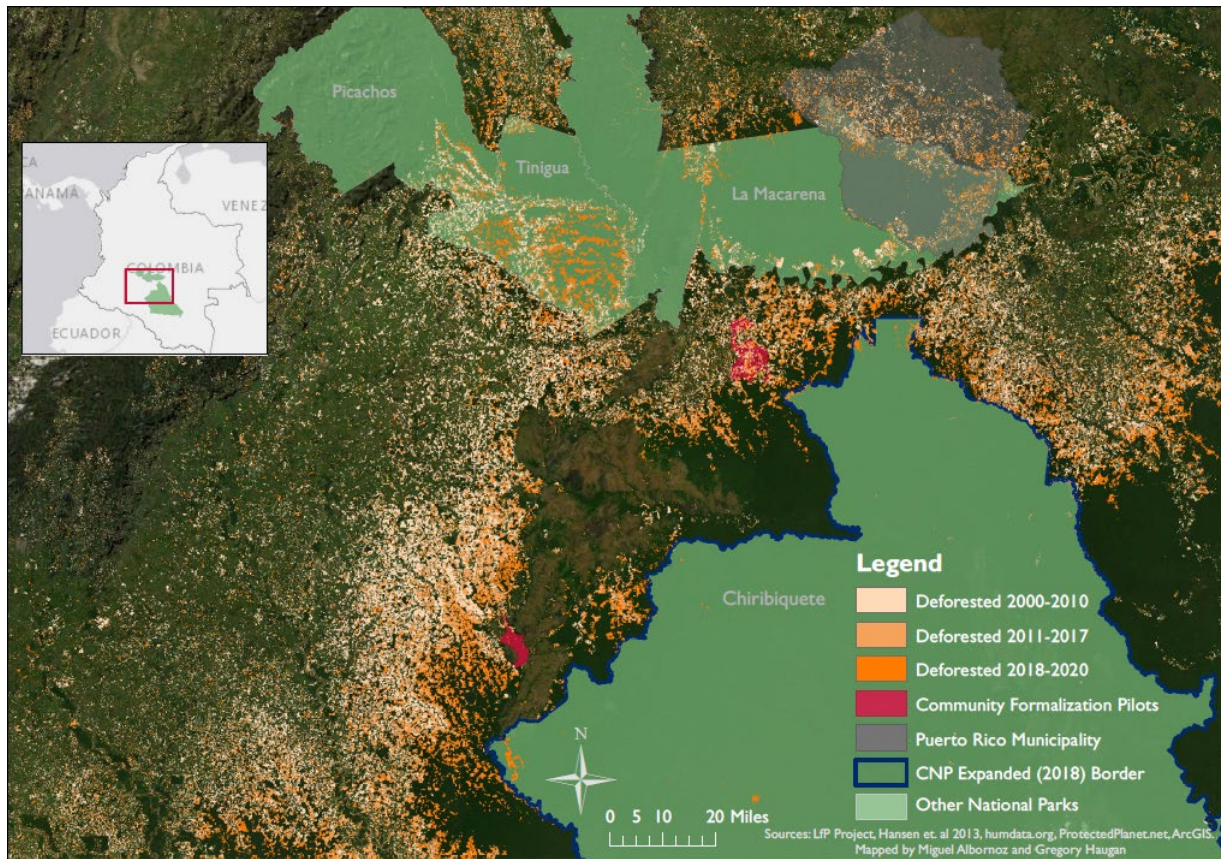 Picachos
Tinigua
La Macarena
CA
ANAMÁ
VENEZ
COLOMBIA
ECUADOR
Chiribiquete
Legend
Deforested 2000-2010
Deforested 2011-2017
Deforested 2018-2020
Community Formalization Pilots
Puerto Rico Municipality
CNP Expanded (2018) Border
Other National Parks
N
0 5 10 20 Miles
Sources: LfP Project, Hansen et. al 2013, humdata.org, ProtectedPlanet.net, ArcGIS.
Mapped by Miguel Albornoz and Gregory Haugan